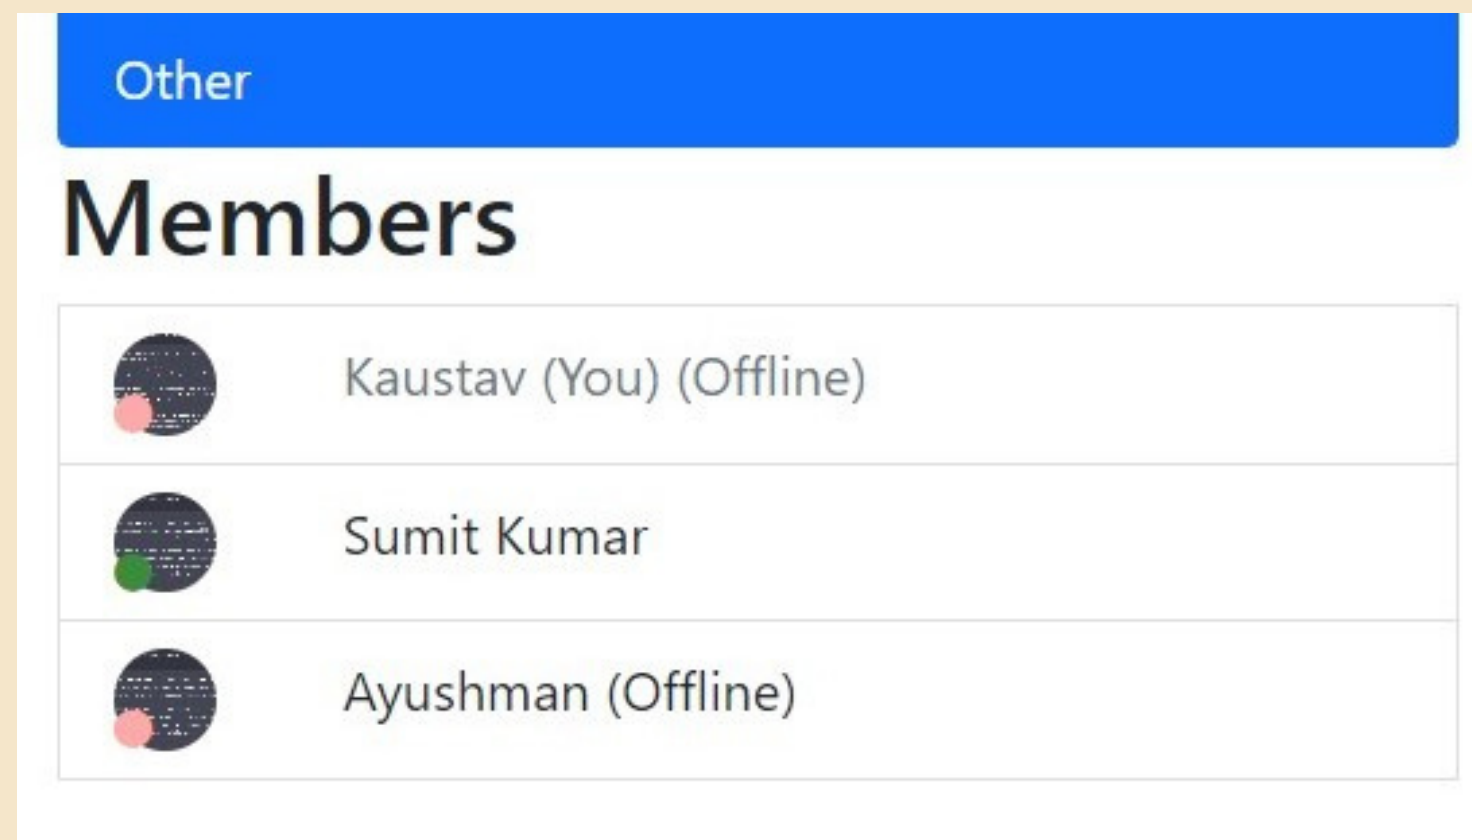 Other
Members
Kaustav (You) (Offline)
Sumit Kumar
Ayushman (Offline)